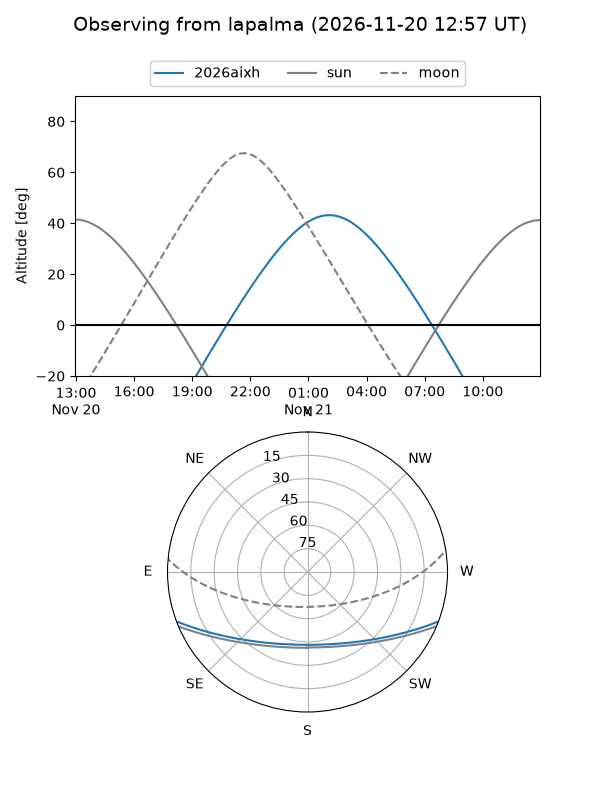 Observing from lapalma (2026-11-20 12:57 UT)
2026aixh sun moon
Altitude [deg]
80
60
40
20
0
−20
13:00 16:00 19:00 22:00 01:00 04:00 07:00 10:00
Nov 20 Nov 21
N
NE NW
15
30
45
60
75
E W
SE SW
S